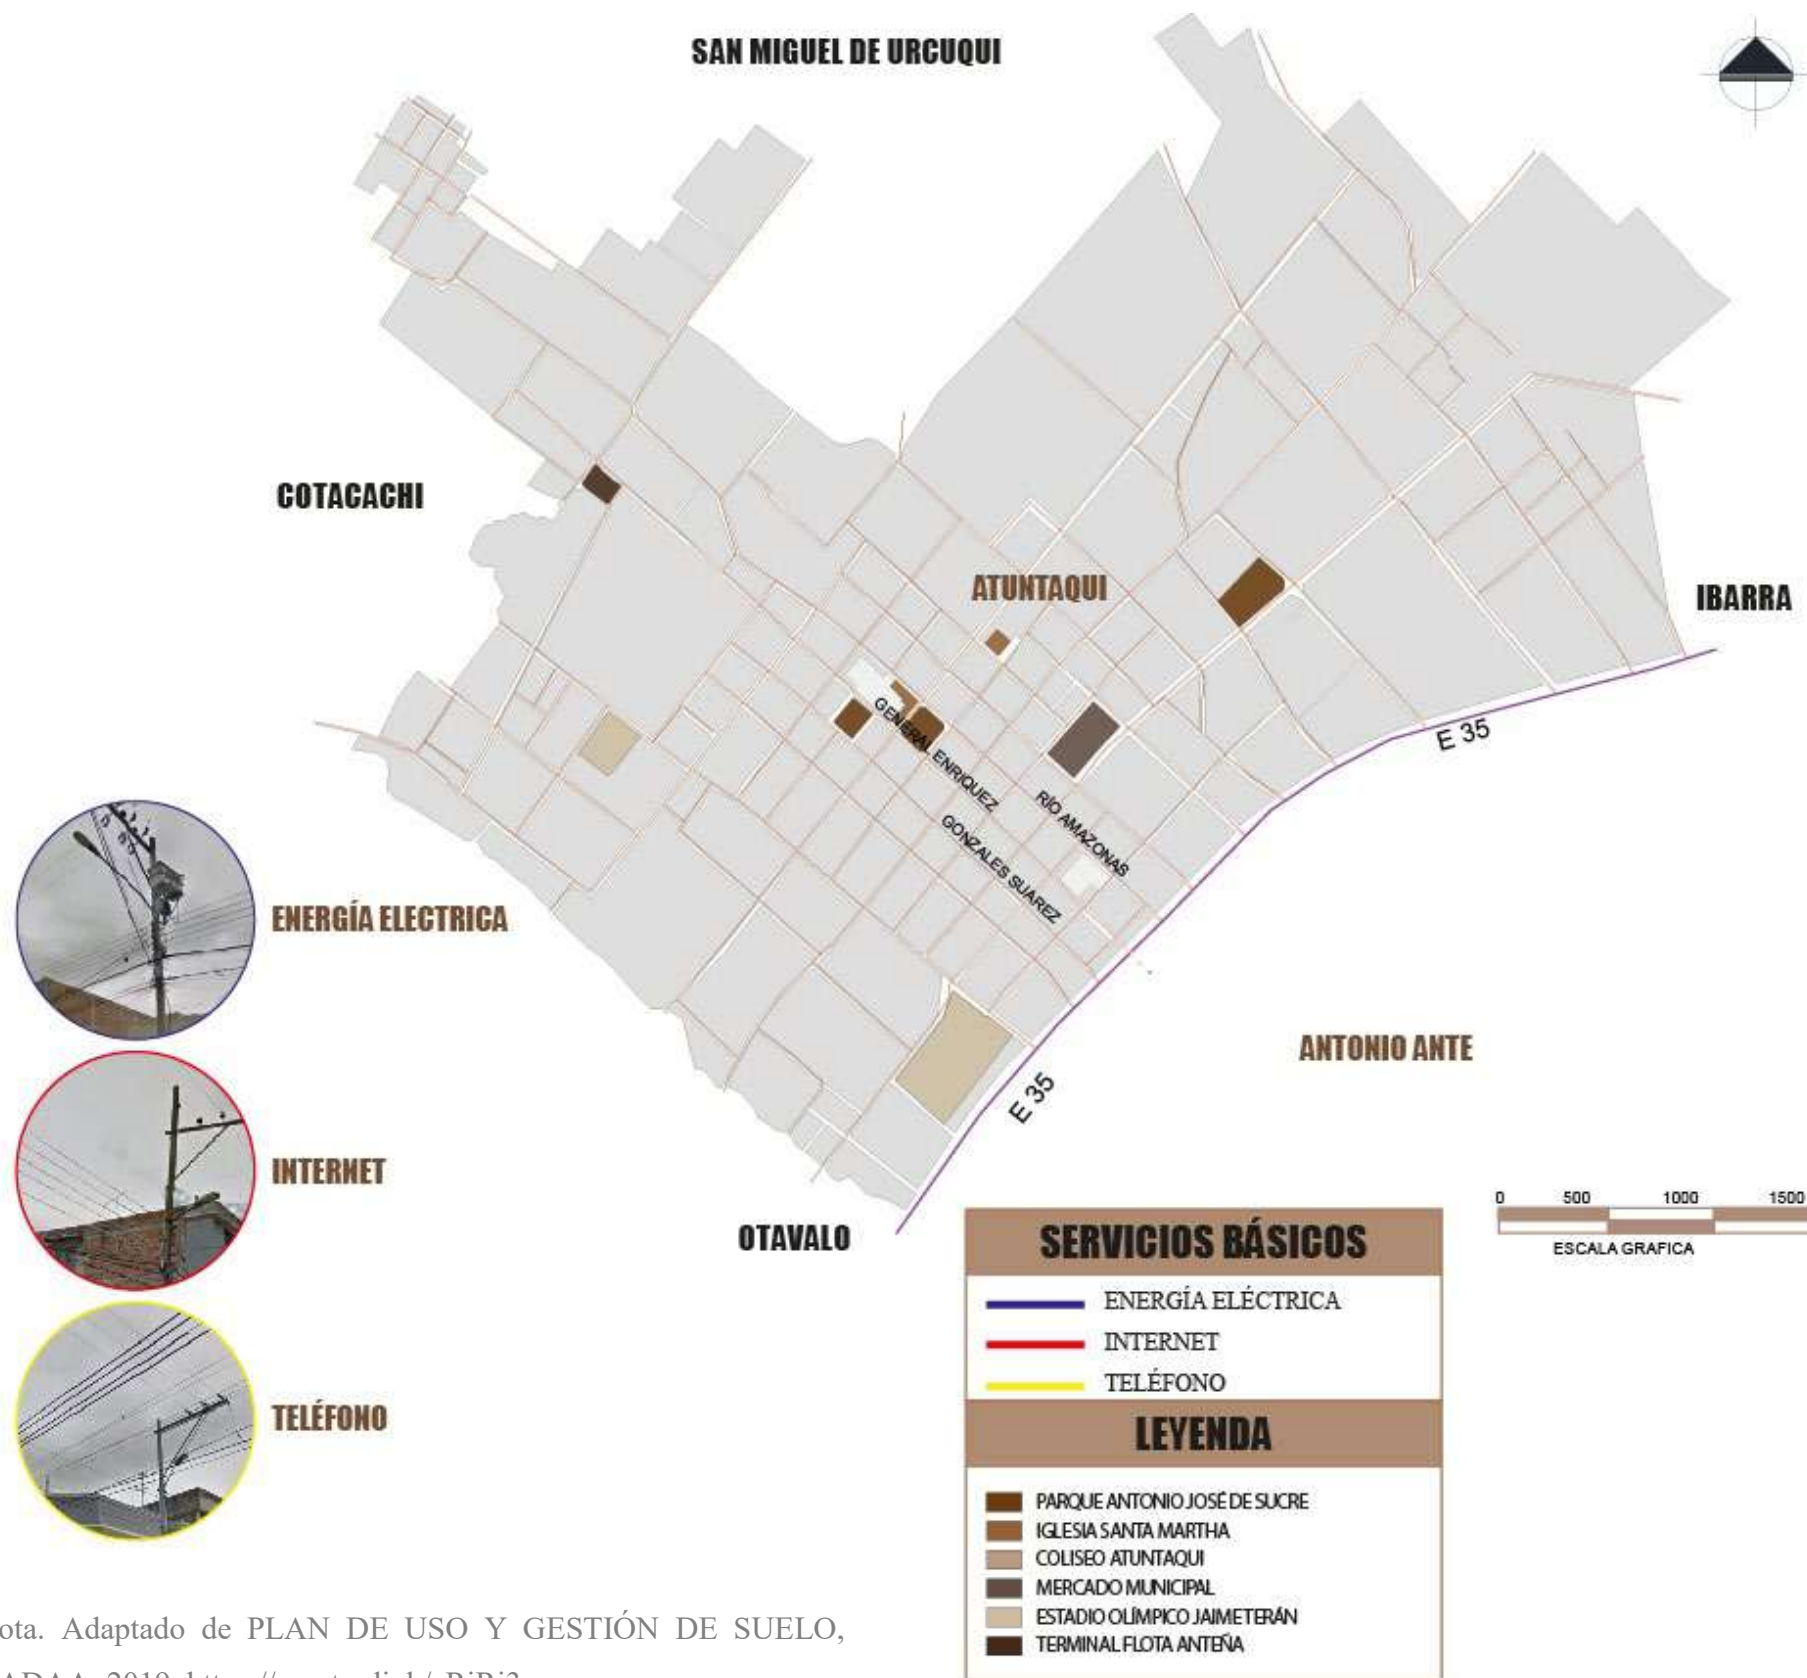 SAN MIGUEL DE URCUQUI
COTACACHI
ATUNTAQUI
IBARRA
GENERAL ENRIQUEZ
RÍO AMAZONAS
GONZALES SUAREZ
E 35
E 35
ENERGÍA ELECTRICA
ANTONIO ANTE
INTERNET
OTAVALO
0 500 1000 1500
ESCALA GRAFICA
SERVICIOS BÁSICOS
ENERGÍA ELÉCTRICA
INTERNET
TELÉFONO
TELÉFONO
LEYENDA
PARQUE ANTONIO JOSÉ DE SUCRE
IGLESIA SANTA MARTHA
COLISEO ATUNTAQUI
MERCADO MUNICIPAL
ESTADIO OLÍMPICO JAIME TERÁN
TERMINAL FLOTA ANTEÑA
ota. Adaptado de PLAN DE USO Y GESTIÓN DE SUELO,